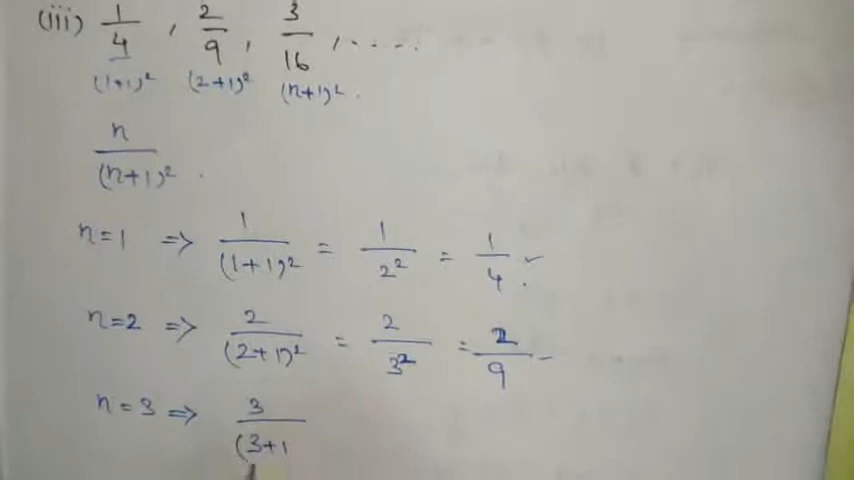 (iii) 1/4 , 2/9 , 3/16 , .....
(1+1)² (2+1)² (n+1)² .
n/(n+1)² .
n=1 => 1/(1+1)² = 1/2² = 1/4 ✓.
n=2 => 2/(2+1)² = 2/3² = 2/9 -
n=3 => 3/(3+1